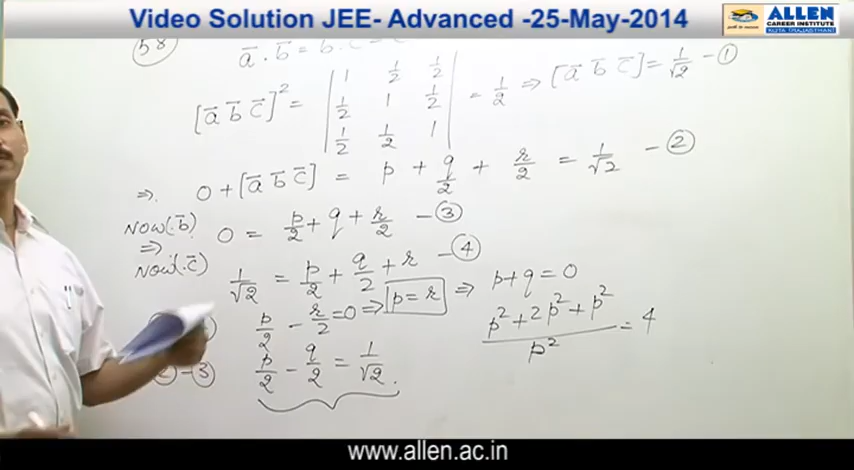 Video Solution JEE- Advanced -25-May-2014
ALLEN
CAREER INSTITUTE
KOTA (RAJASTHAN)
58
a̅ . b̅ = b̅ . c̅ =
[a̅ b̅ c̅]² = | 1 1/2 1/2 | = 1/2 ⇒ [a̅ b̅ c̅] = 1/√2 - ①
| 1/2 1 1/2 |
| 1/2 1/2 1 |
⇒ 0 + [a̅ b̅ c̅] = p + q/2 + r/2 = 1/√2 - ②
NOW (. b̅)
⇒ 0 = p/2 + q + r/2 - ③
NOW (. c̅)
1/√2 = p/2 + q/2 + r - ④
p/2 - r/2 = 0 ⇒ p = r ⇒ p + q = 0
② - ③ p/2 - q/2 = 1/√2 .
(p² + 2p² + p²)/p² = 4
www.allen.ac.in